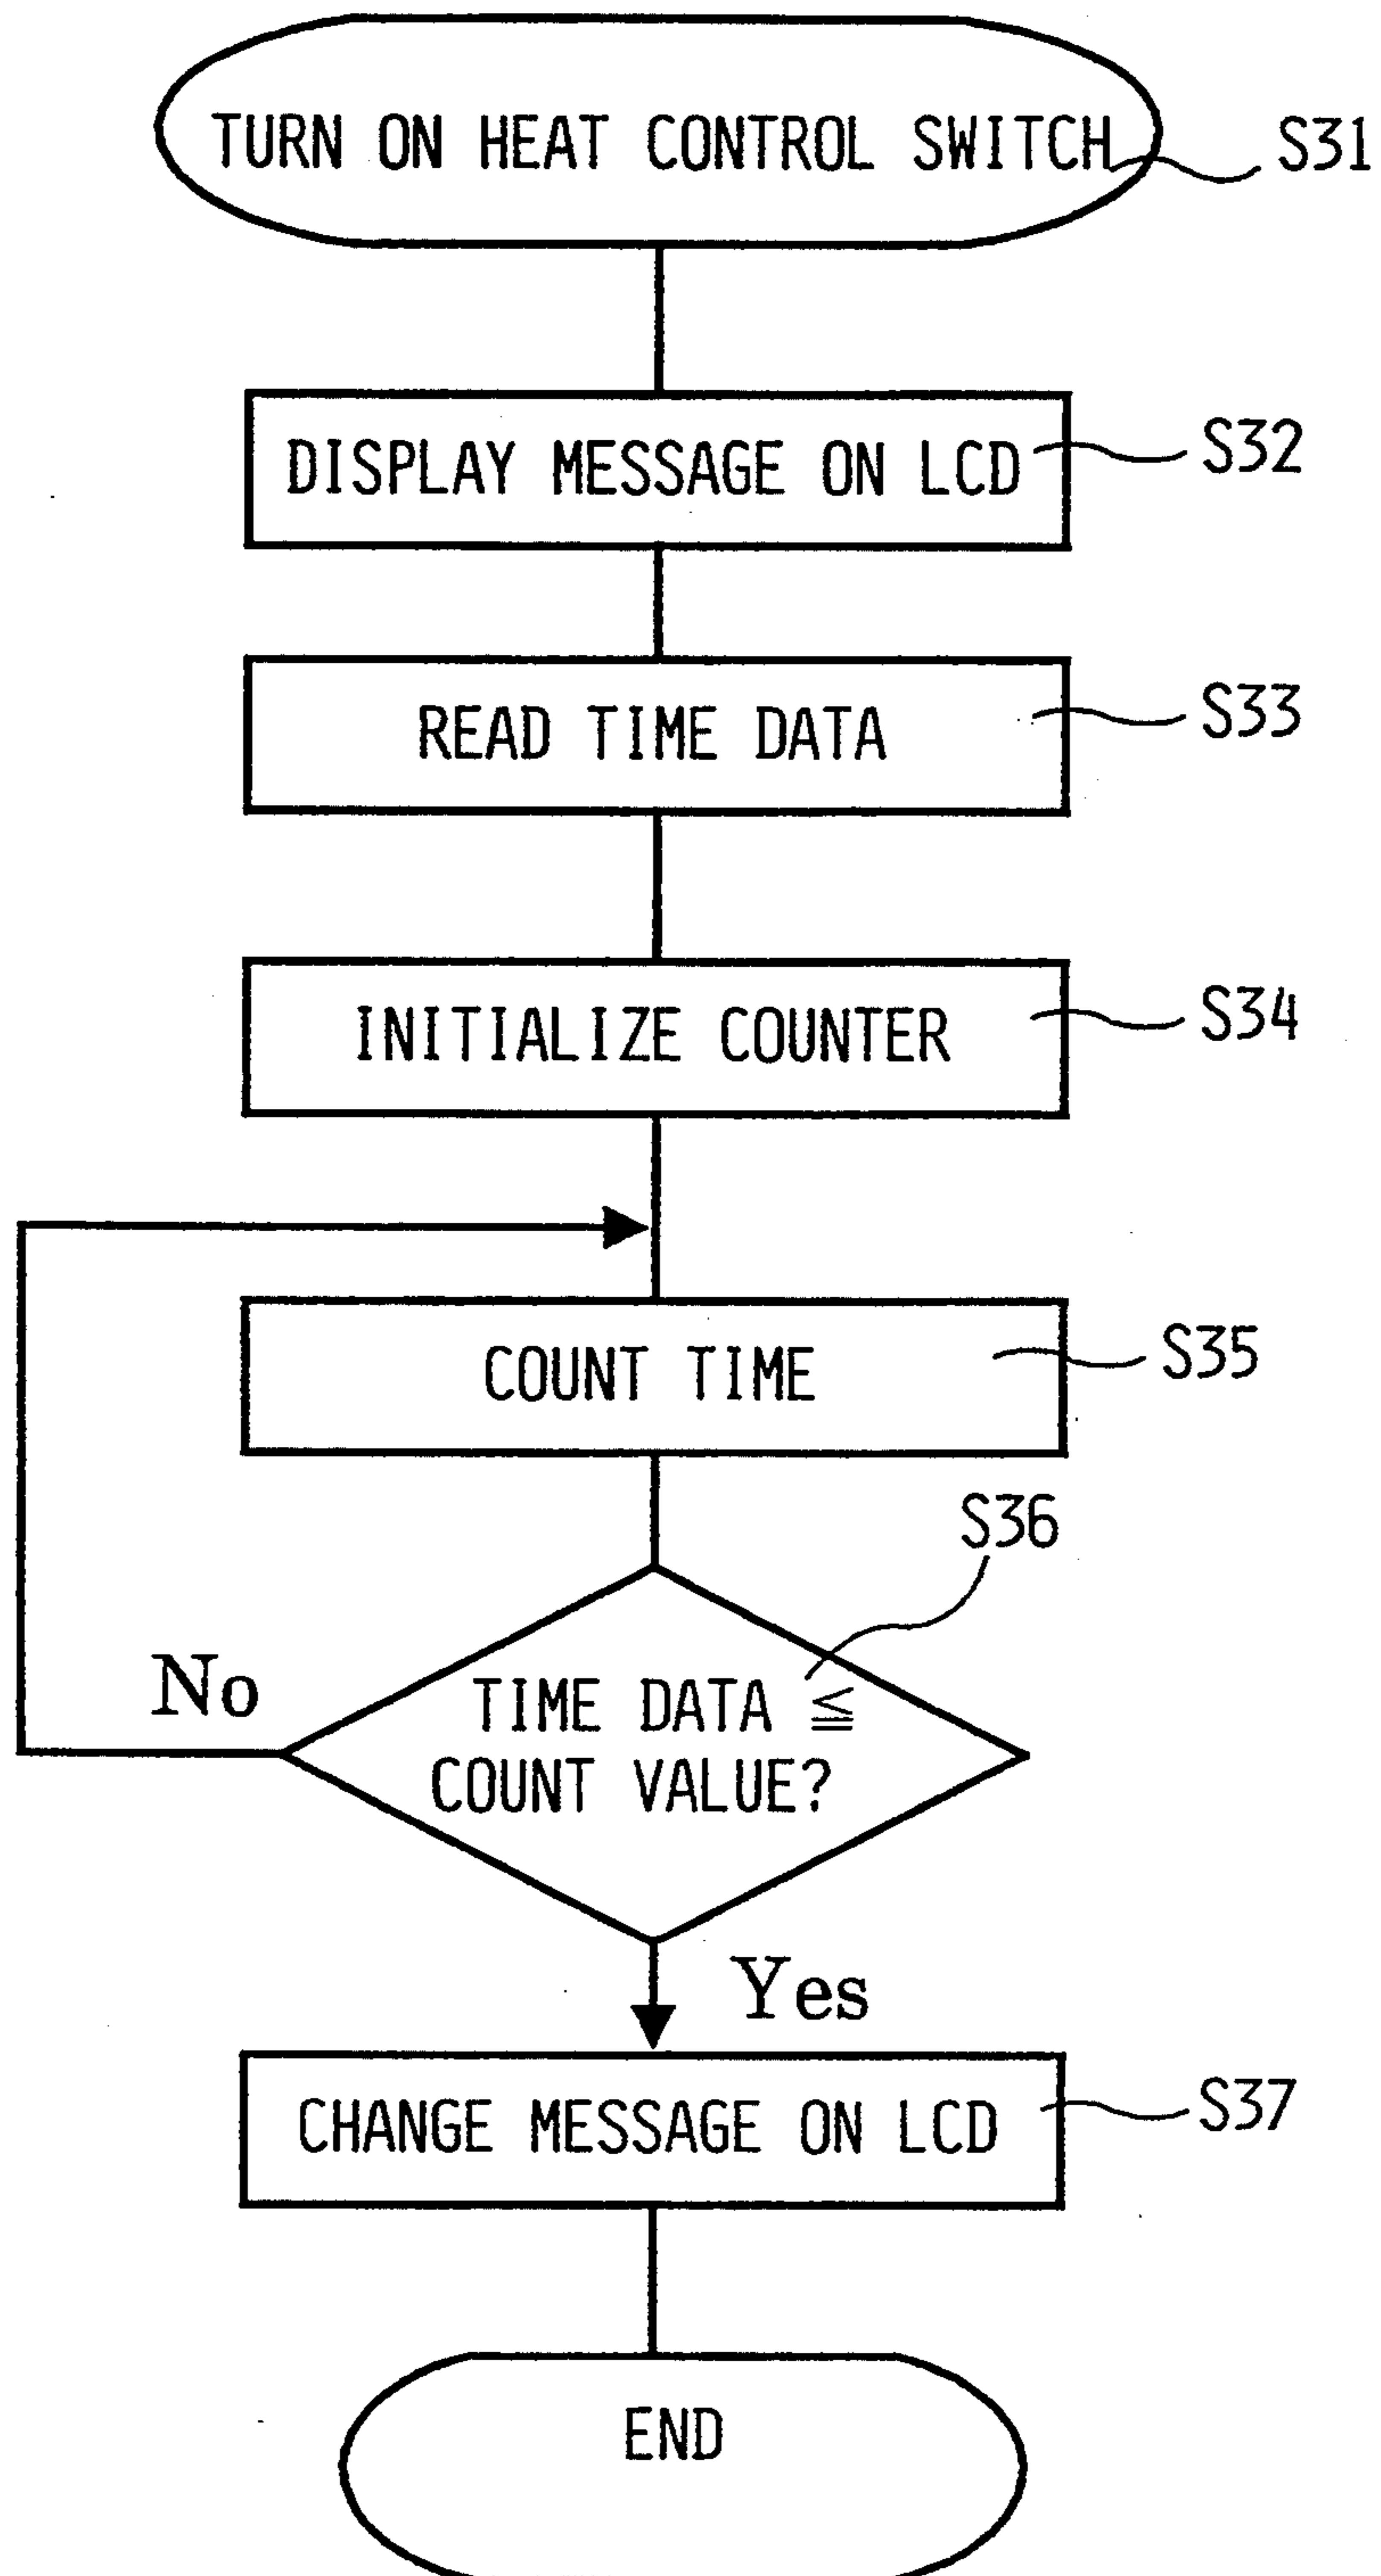 TURN ON HEAT CONTROL SWITCH S31
DISPLAY MESSAGE ON LCD S32
READ TIME DATA S33
INITIALIZE COUNTER S34
COUNT TIME S35
S36
No
TIME DATA ≦
COUNT VALUE?
Yes
CHANGE MESSAGE ON LCD S37
END